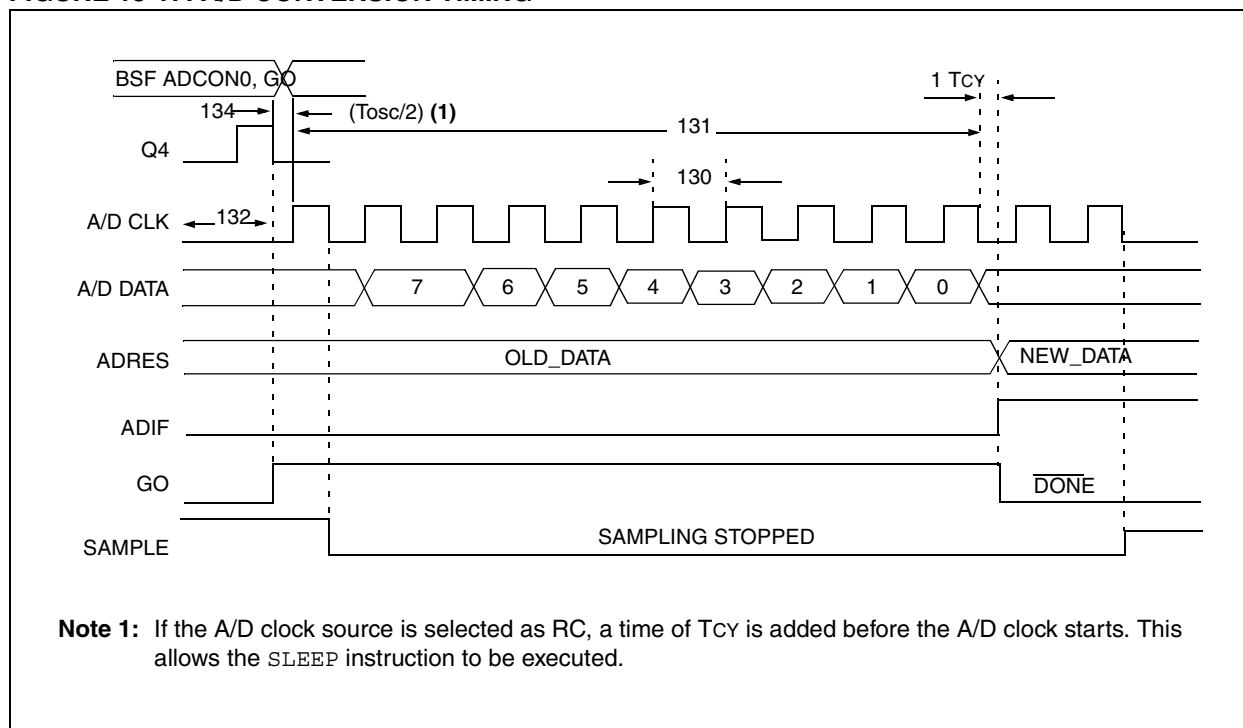 BSF ADCON0, GO
134
(Tosc/2) (1)
131
1 TCY
Q4
130
A/D CLK
132
A/D DATA
7
6
5
4
3
2
1
0
ADRES
OLD_DATA
NEW_DATA
ADIF
GO
DONE
SAMPLE
SAMPLING STOPPED
Note 1: If the A/D clock source is selected as RC, a time of TCY is added before the A/D clock starts. This
allows the SLEEP instruction to be executed.